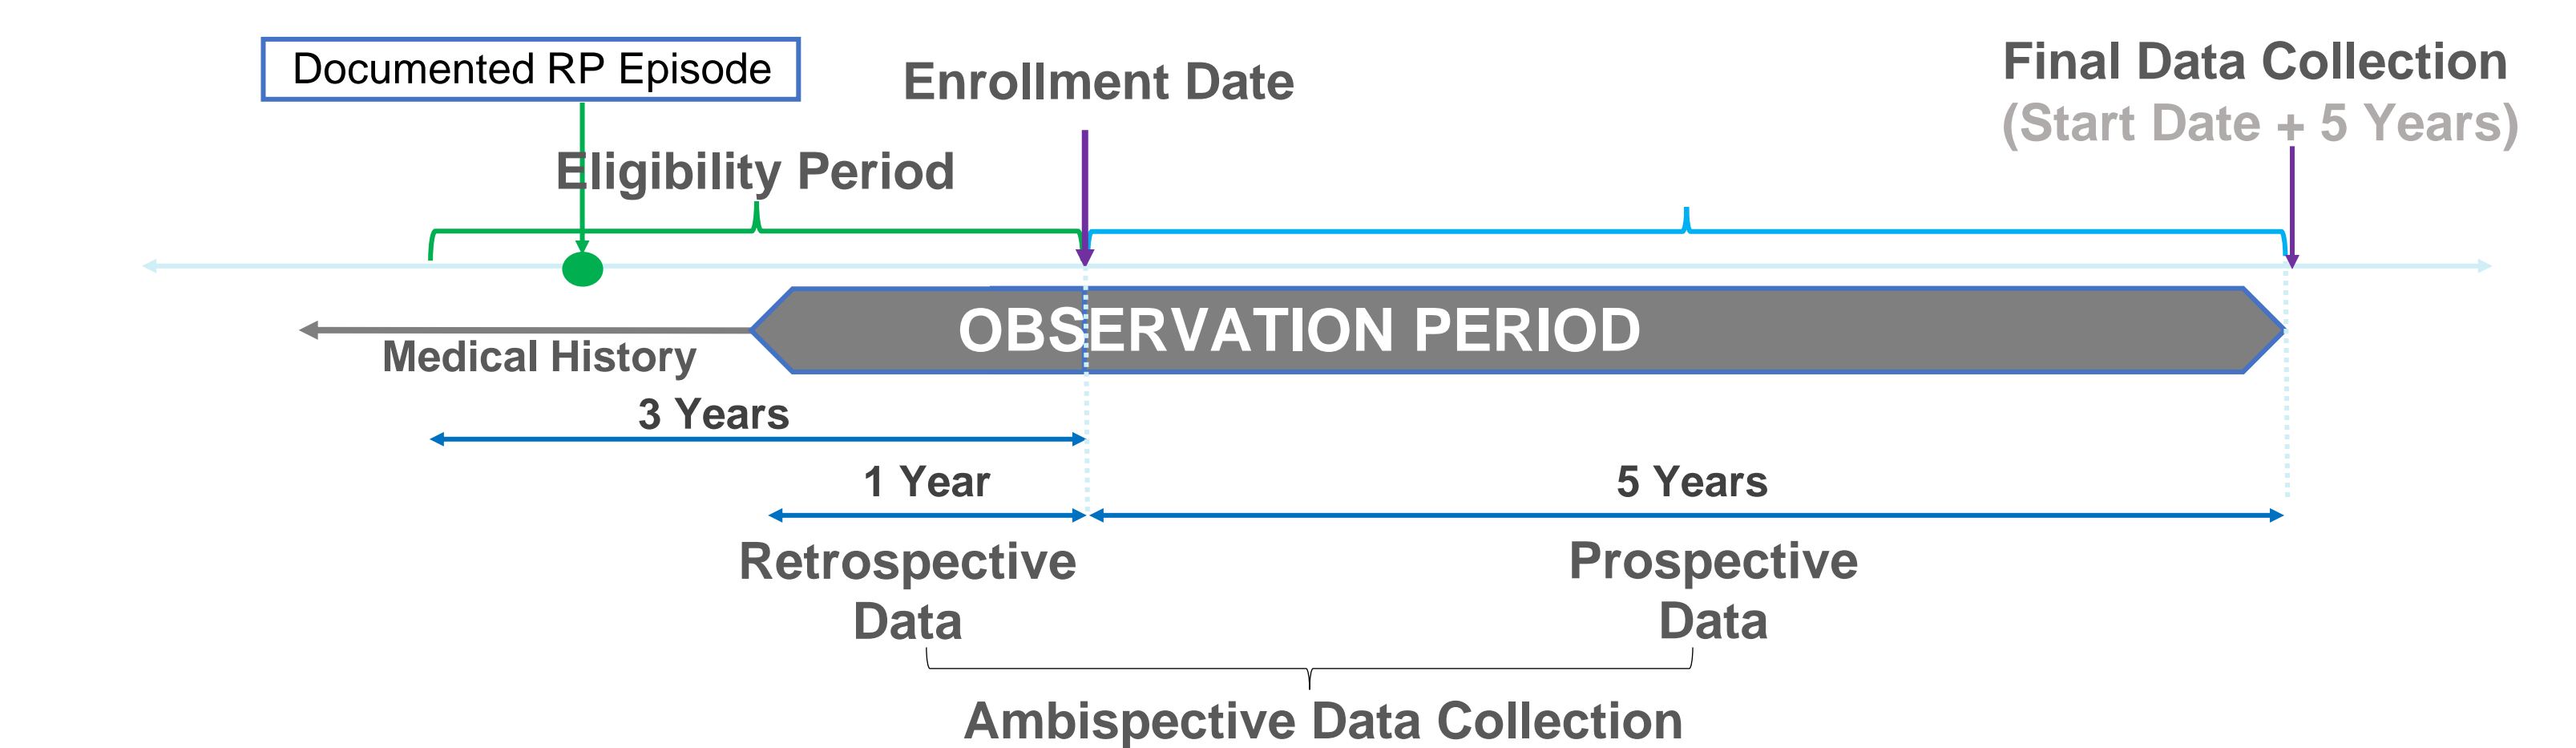 Documented RP Episode
Enrollment Date
Final Data Collection
(Start Date + 5 Years)
Eligibility Period
OBSERVATION PERIOD
Medical History
3 Years
1 Year
5 Years
Retrospective
Data
Prospective
Data
Ambispective Data Collection